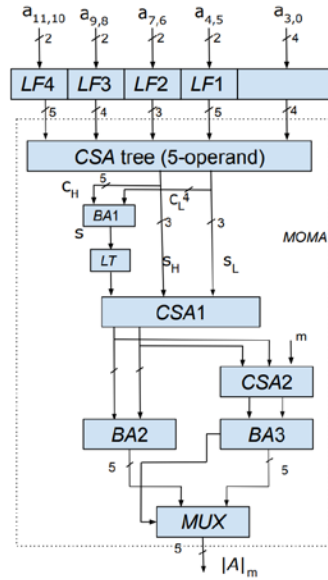 a11,10 a9,8 a7,6 a4,5 a3,0
2 2 2 2 4
LF4 LF3 LF2 LF1
5 4 3 5 4
CSA tree (5-operand)
CH 5 CL 4
BA1
S 3 3
MOMA
LT SH SL
CSA1
m
CSA2
BA2 BA3
5 5
MUX
5
|A|m